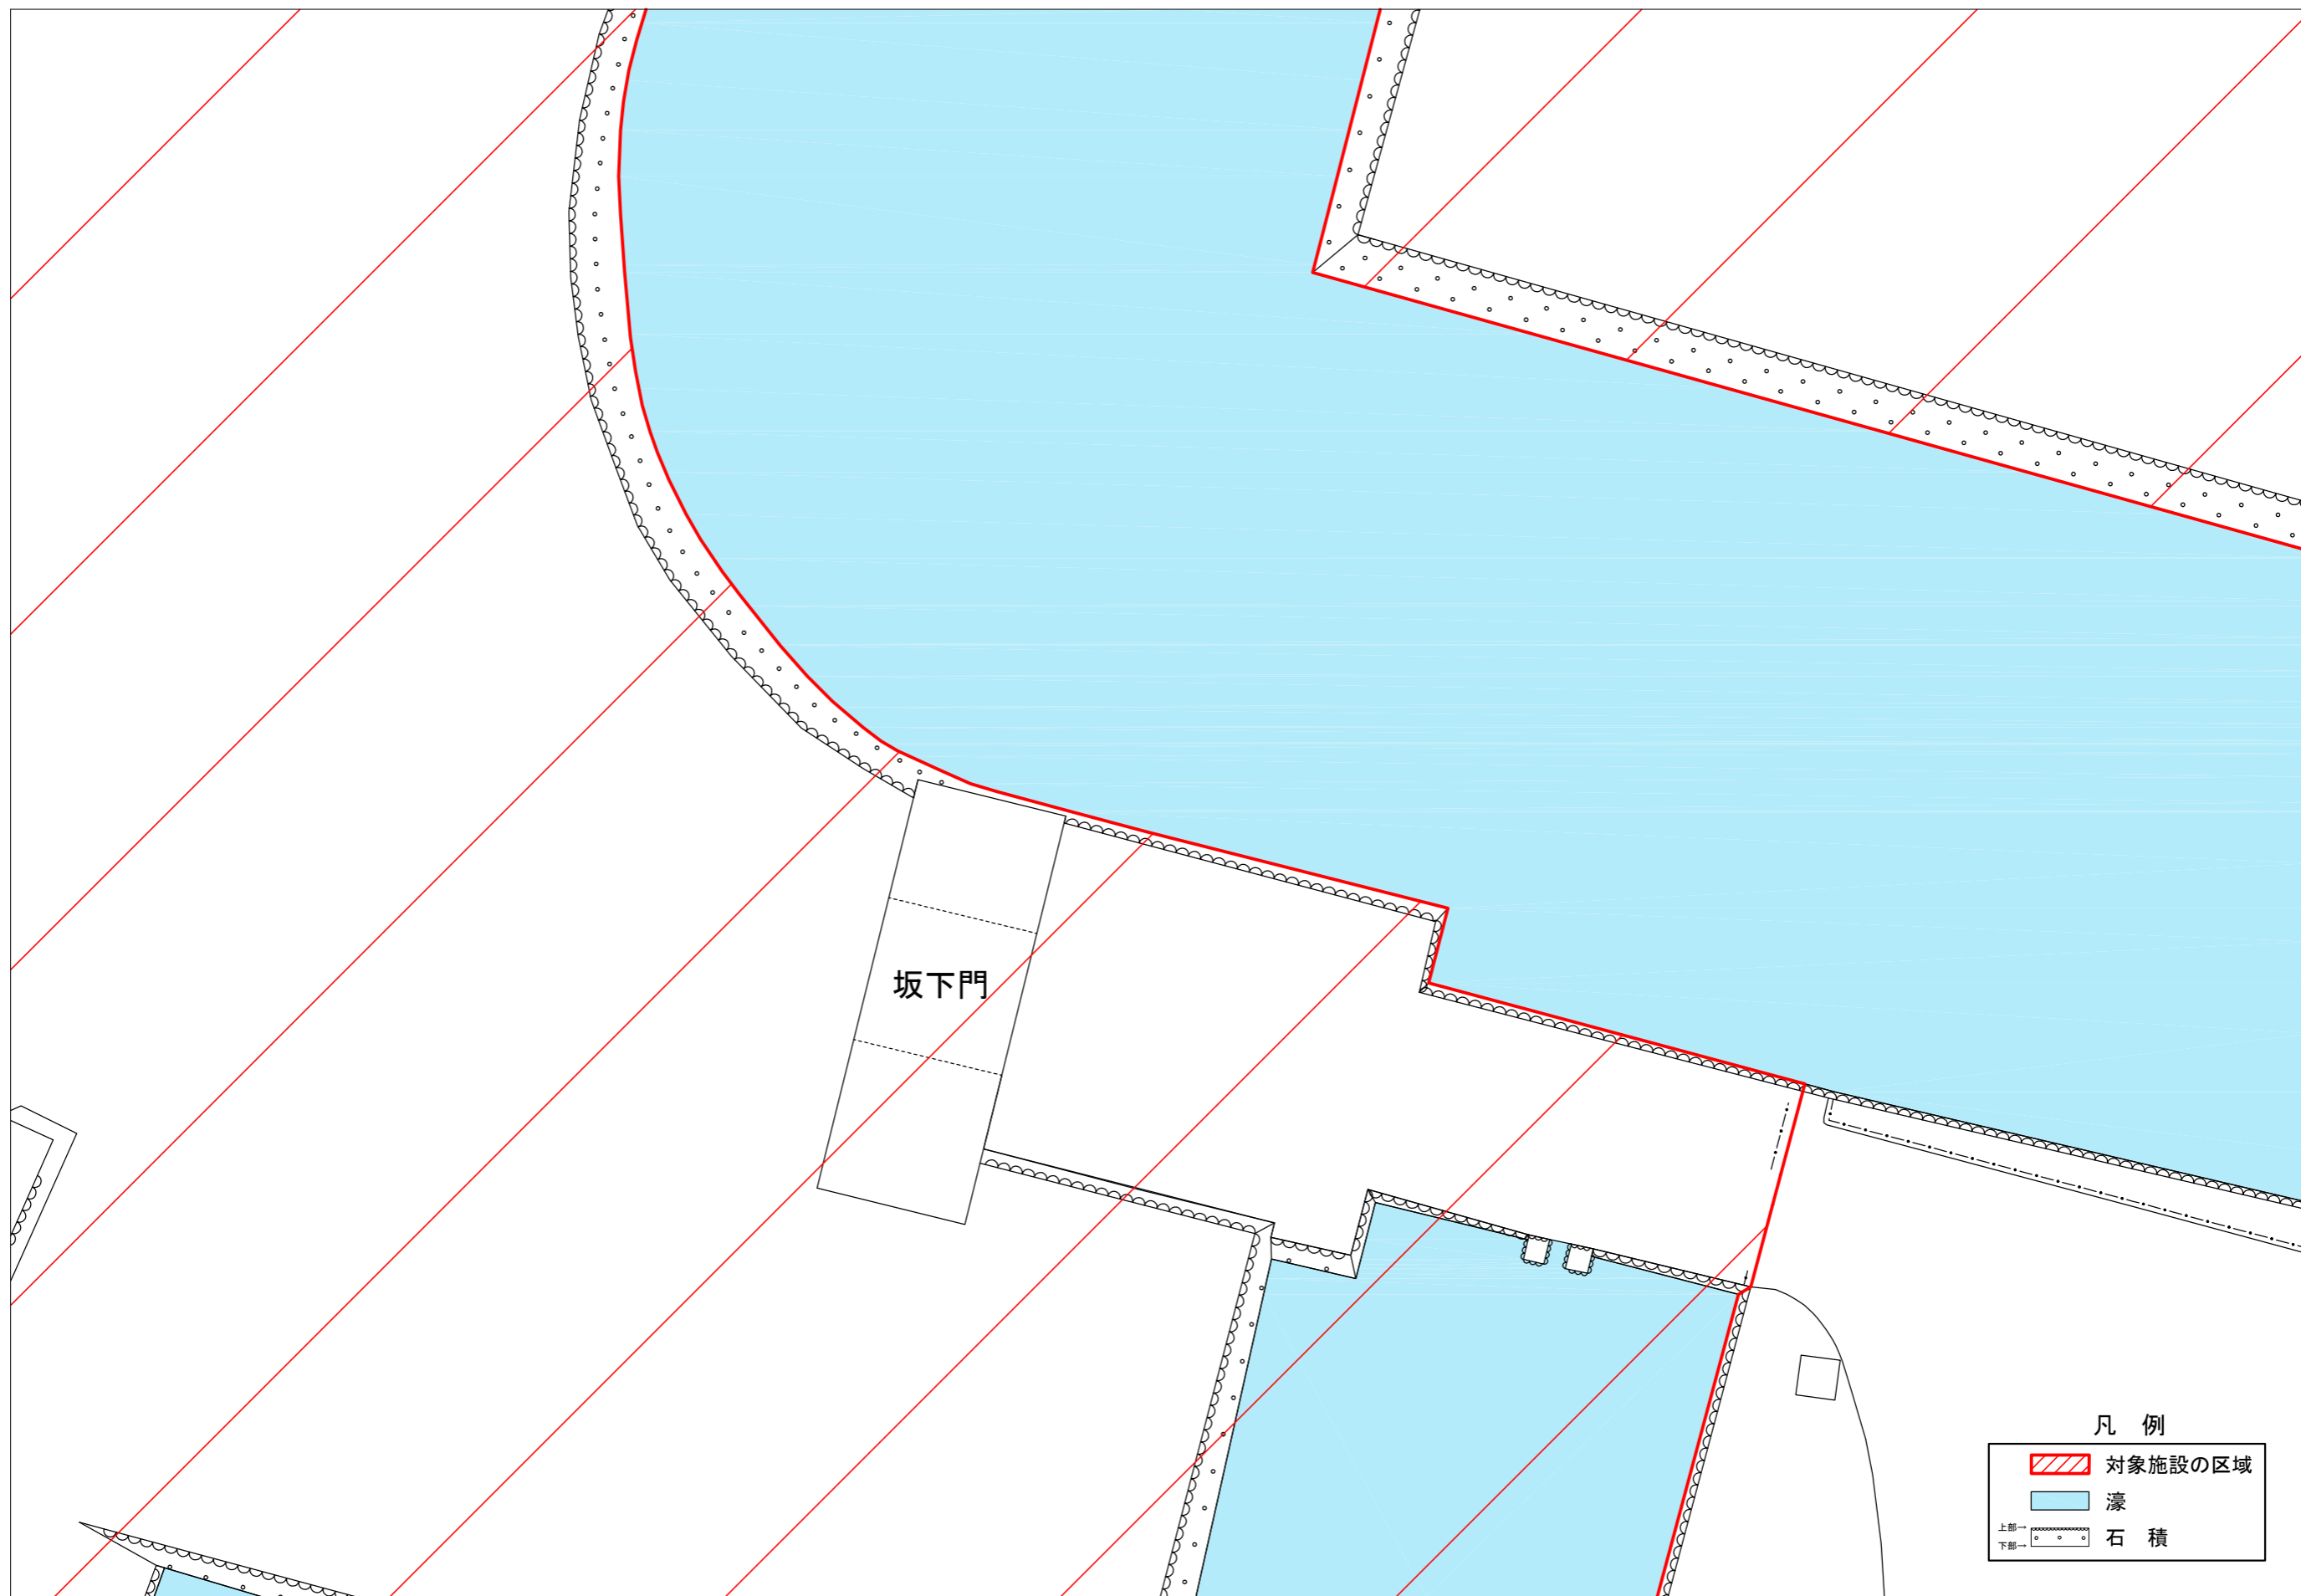 坂下門
凡 例
対象施設の区域
濠
上部→
下部→
石 積